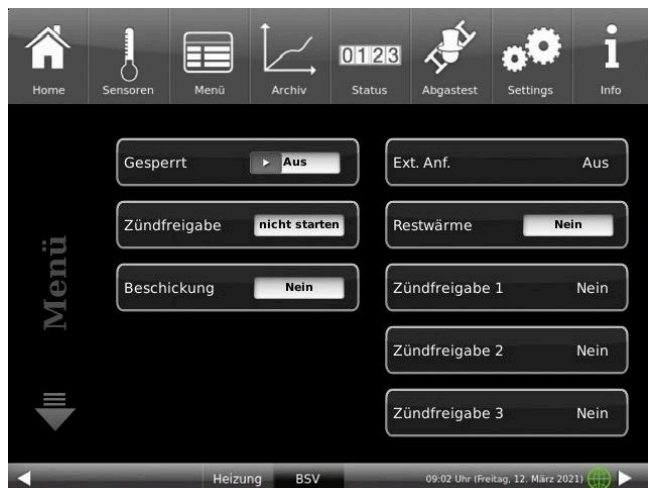 0123
Home Sensoren Menü Archiv Status Abgastest Settings Info
Menü
Gesperrt Aus
Zündfreigabe nicht starten
Beschickung Nein
Ext. Anf. Aus
Restwärme Nein
Zündfreigabe 1 Nein
Zündfreigabe 2 Nein
Zündfreigabe 3 Nein
Heizung BSV 09:02 Uhr (Freitag, 12. März 2021)